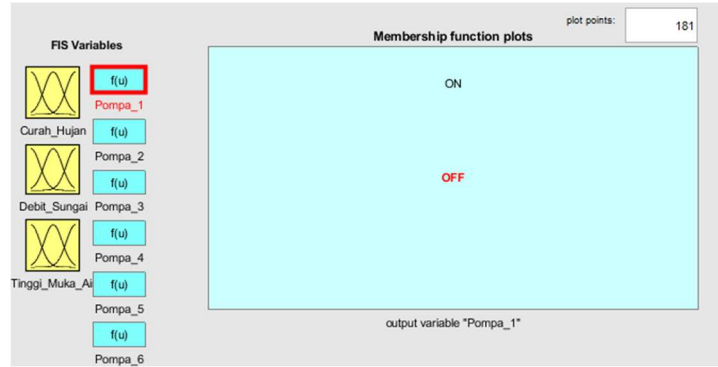 plot points:
181
FIS Variables
Membership function plots
f(u)
Pompa_1
Curah_Hujan
f(u)
Pompa_2
Debit_Sungai
f(u)
Pompa_3
f(u)
Pompa_4
Tinggi_Muka_Ai
f(u)
Pompa_5
f(u)
Pompa_6
ON
OFF
output variable "Pompa_1"